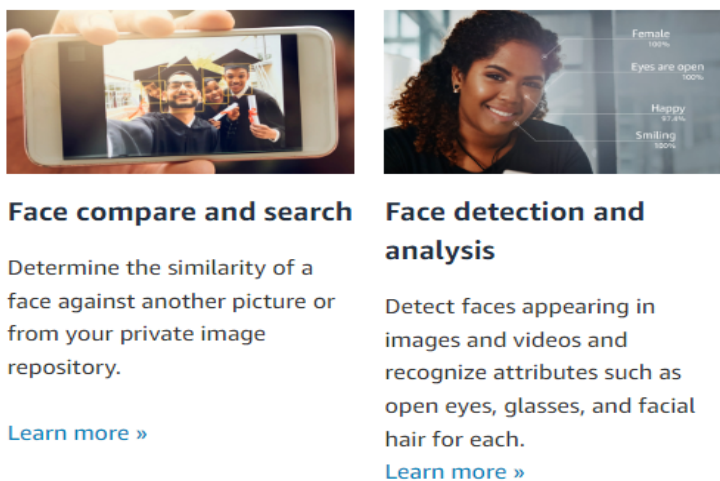 Female
100%
Eyes are open
100%
Happy
97.4%
Smiling
100%
Face compare and search
Determine the similarity of a
face against another picture or
from your private image
repository.
Learn more »
Face detection and
analysis
Detect faces appearing in
images and videos and
recognize attributes such as
open eyes, glasses, and facial
hair for each.
Learn more »